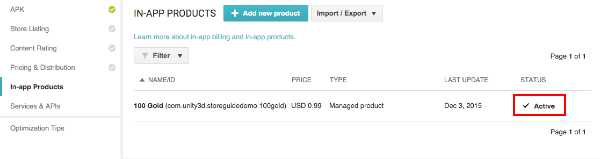 APK
Store Listing
Content Rating
Pricing & Distribution
In-app Products
Services & APIs
Optimization Tips
IN-APP PRODUCTS + Add new product Import / Export
Learn more about in-app billing and in-app products.
Filter Page 1 of 1
NAME/ID PRICE TYPE LAST UPDATE STATUS
100 Gold (com.unity3d.storeguidedemo.100gold) USD 0.99 Managed product Dec 3, 2015 Active
Page 1 of 1